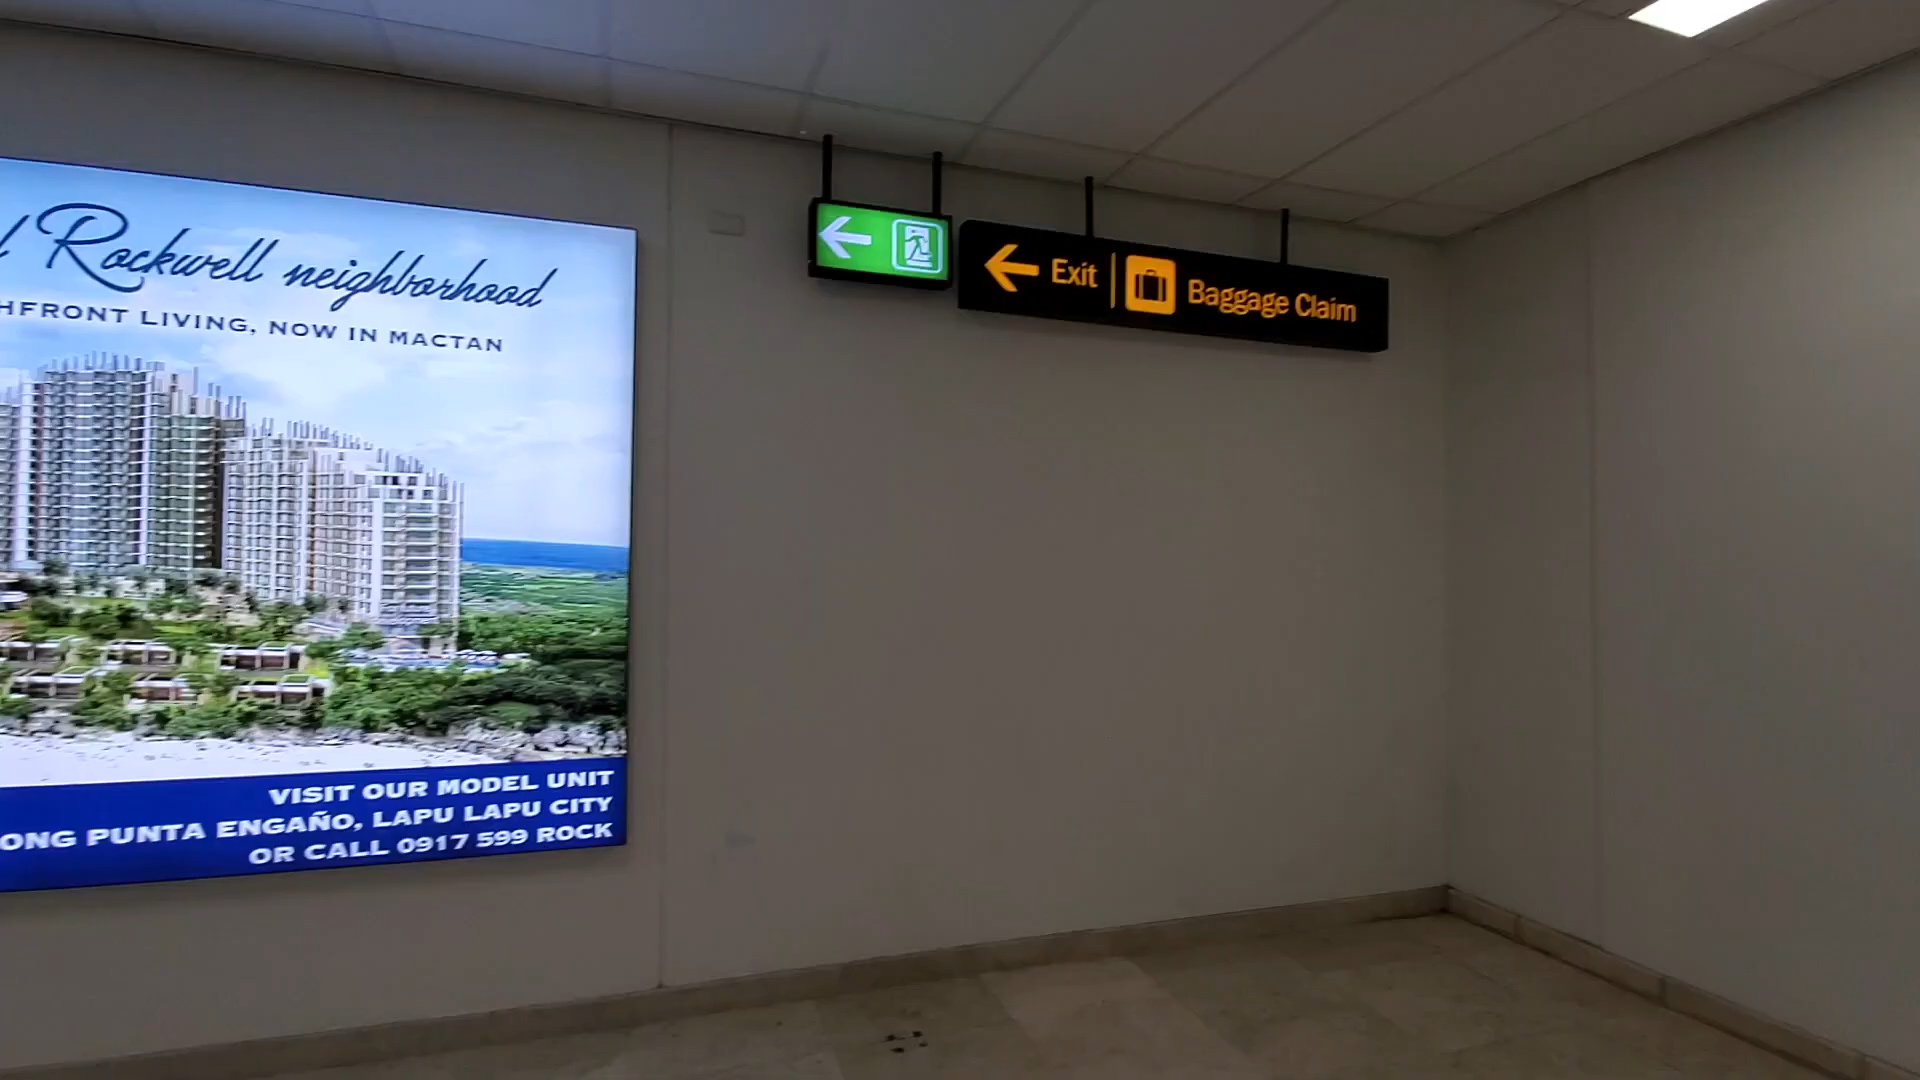 Rockwell neighborhood
HFRONT LIVING, NOW IN MACTAN
VISIT OUR MODEL UNIT
ONG PUNTA ENGAÑO, LAPU LAPU CITY
OR CALL 0917 599 ROCK
Exit
Baggage Claim